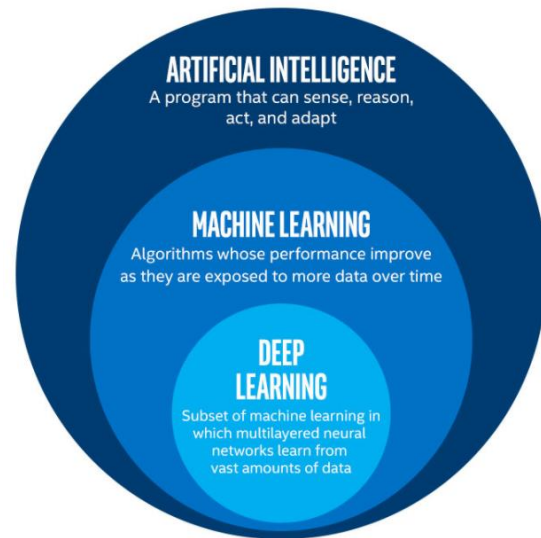 ARTIFICIAL INTELLIGENCE
A program that can sense, reason,
act, and adapt
MACHINE LEARNING
Algorithms whose performance improve
as they are exposed to more data over time
DEEP
LEARNING
Subset of machine learning in
which multilayered neural
networks learn from
vast amounts of data